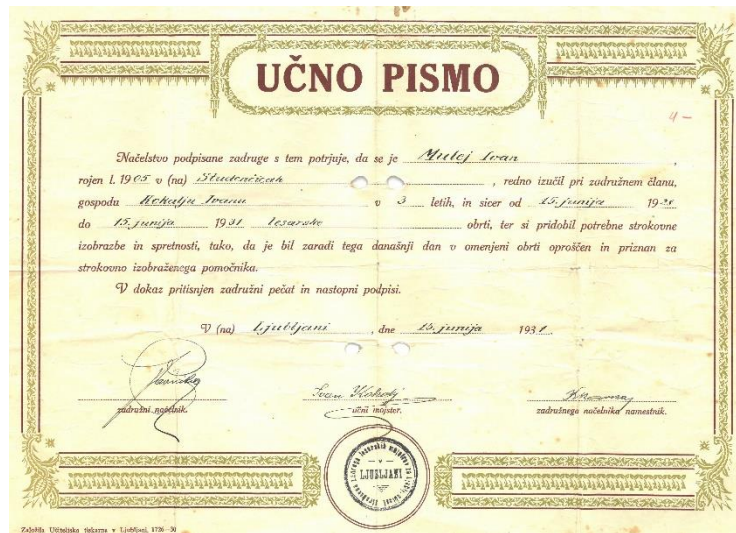 UČNO PISMO
4-
Načelstvo podpisane zadruge s tem potrjuje, da se je Mulej Ivan,
rojen l. 1905 v (na) Studenčicah, redno izučil pri zadružnem članu,
gospodu Kokalju Ivanu v 3 letih, in sicer od 15. junija 1928
do 15. junija 1931 tesarske obrti, ter si pridobil potrebne strokovne
izobrazbe in spretnosti, tako, da je bil zaradi tega današnji dan v omenjeni obrti oproščen in priznan za
strokovno izobraženega pomočnika.
V dokaz pritisnjen zadružni pečat in nastopni podpisi.
V (na) Ljubljani, dne 15. junija 1931
Ivan Kokalj
zadružni načelnik. učni mojster. zadružnega načelnika namestnik.
V
LJUBLJANI
Založila Učiteljska tiskarna v Ljubljani, 1726-30